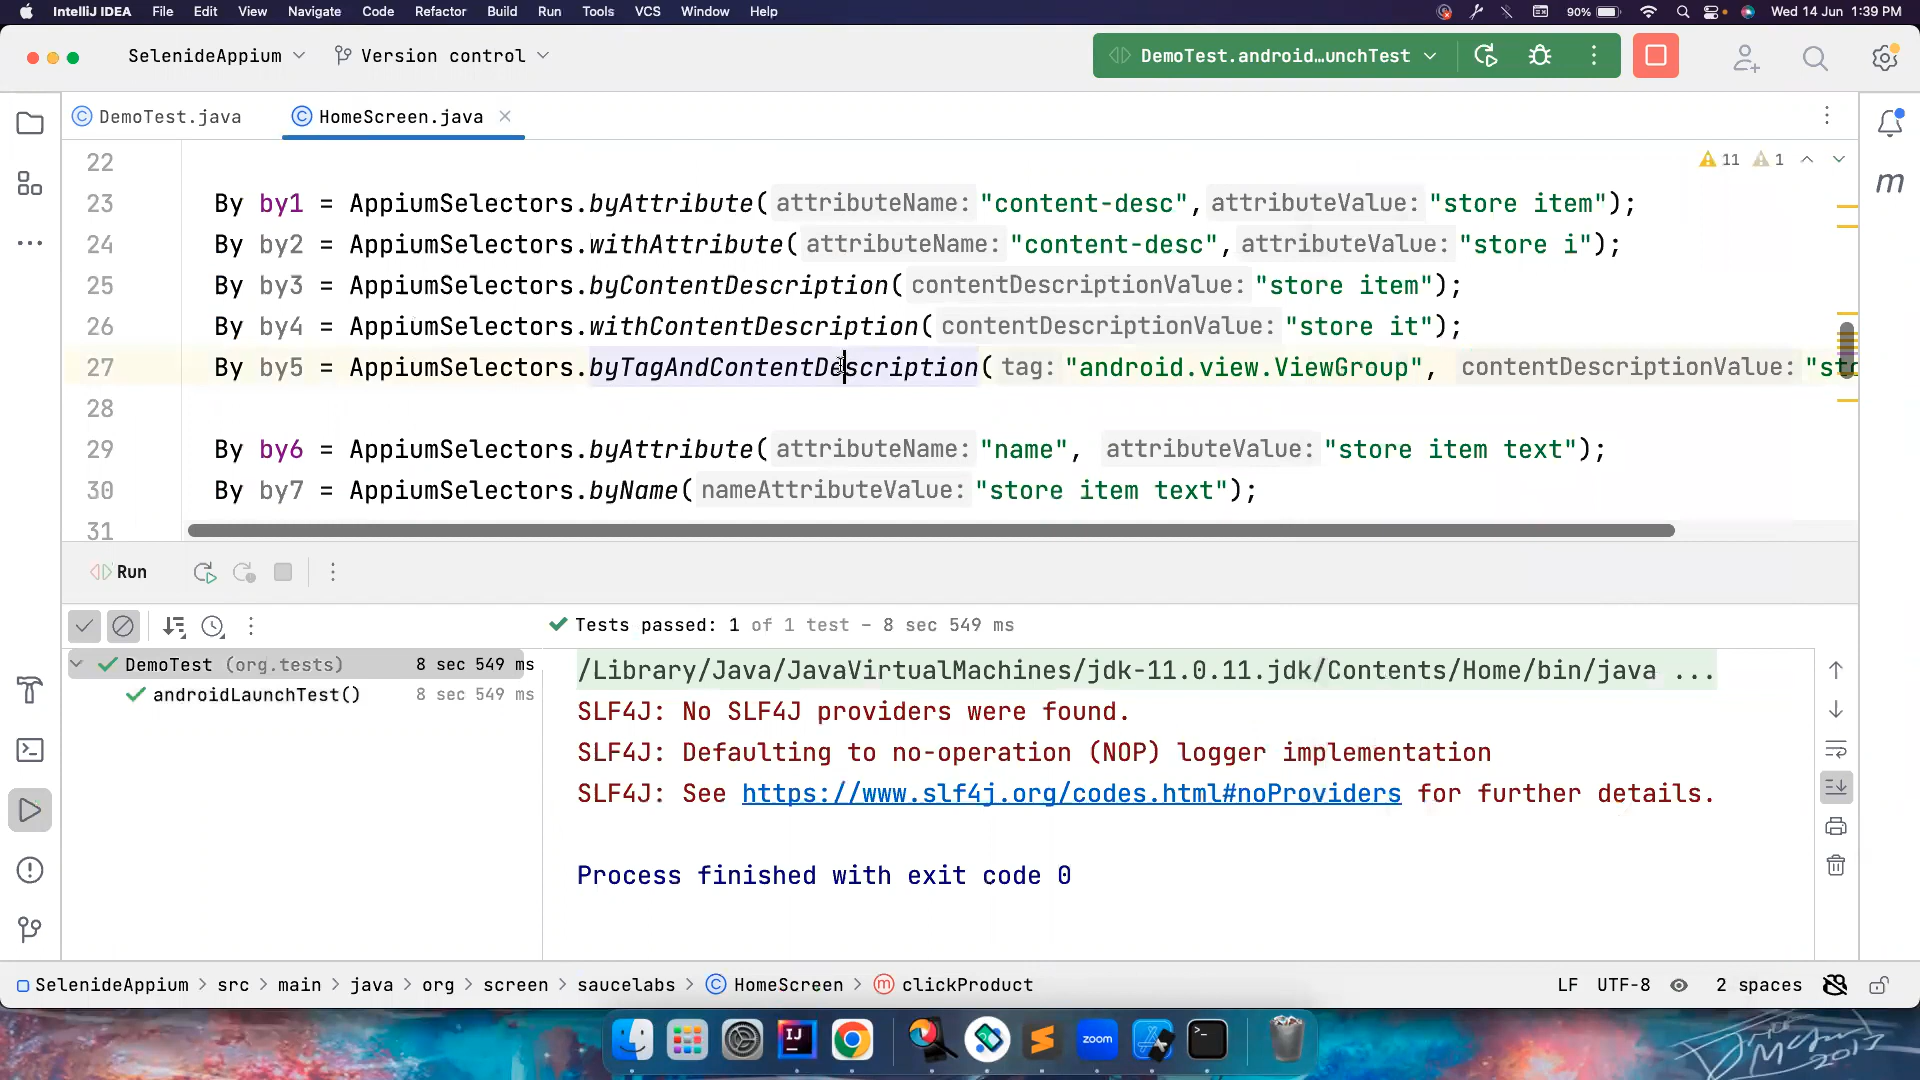 IntelliJ IDEA File Edit View Navigate Code Refactor Build Run Tools VCS Window Help 90% Wed 14 Jun 1:39 PM
SelenideAppium Version control DemoTest.android...unchTest
DemoTest.java HomeScreen.java
22 11 1
23 By by1 = AppiumSelectors.byAttribute( attributeName: "content-desc", attributeValue: "store item");
24 By by2 = AppiumSelectors.withAttribute( attributeName: "content-desc", attributeValue: "store i");
25 By by3 = AppiumSelectors.byContentDescription( contentDescriptionValue: "store item");
26 By by4 = AppiumSelectors.withContentDescription( contentDescriptionValue: "store it");
27 By by5 = AppiumSelectors.byTagAndContentDescription( tag: "android.view.ViewGroup", contentDescriptionValue: "sto
28
29 By by6 = AppiumSelectors.byAttribute( attributeName: "name", attributeValue: "store item text");
30 By by7 = AppiumSelectors.byName( nameAttributeValue: "store item text");
31
Run
Tests passed: 1 of 1 test – 8 sec 549 ms
DemoTest (org.tests) 8 sec 549 ms
androidLaunchTest() 8 sec 549 ms
/Library/Java/JavaVirtualMachines/jdk-11.0.11.jdk/Contents/Home/bin/java ...
SLF4J: No SLF4J providers were found.
SLF4J: Defaulting to no-operation (NOP) logger implementation
SLF4J: See https://www.slf4j.org/codes.html#noProviders for further details.
Process finished with exit code 0
SelenideAppium > src > main > java > org > screen > saucelabs > HomeScreen > clickProduct LF UTF-8 2 spaces
IJ zoom
2017